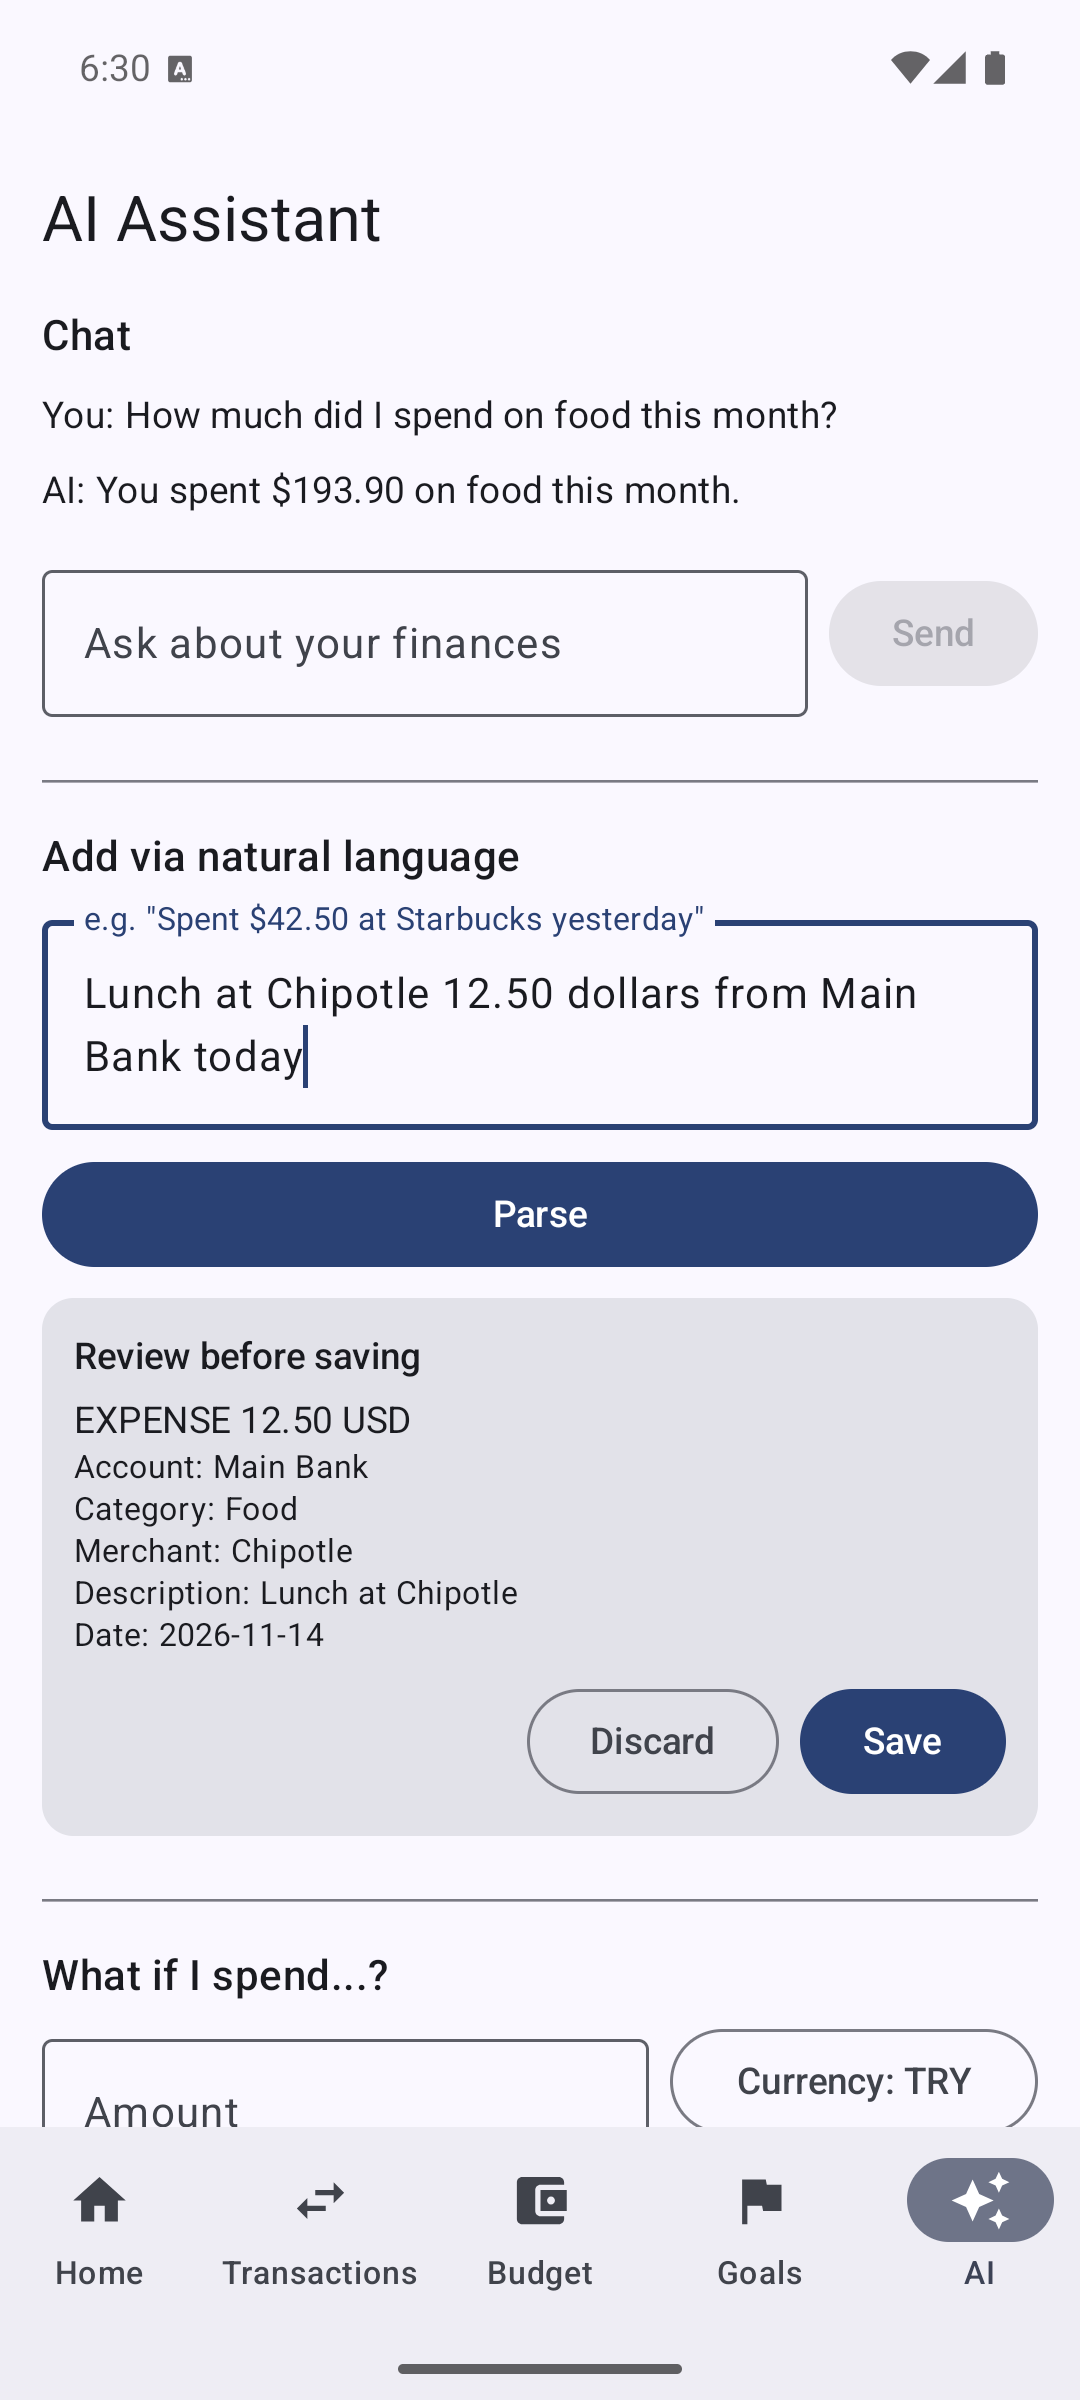 6:30
AI Assistant
Chat
You: How much did I spend on food this month?
AI: You spent $193.90 on food this month.
Ask about your finances
Send
Add via natural language
e.g. "Spent $42.50 at Starbucks yesterday"
Lunch at Chipotle 12.50 dollars from Main
Bank today
Parse
Review before saving
EXPENSE 12.50 USD
Account: Main Bank
Category: Food
Merchant: Chipotle
Description: Lunch at Chipotle
Date: 2026-11-14
Discard
Save
What if I spend...?
Amount
Currency: TRY
Home
Transactions
Budget
Goals
AI